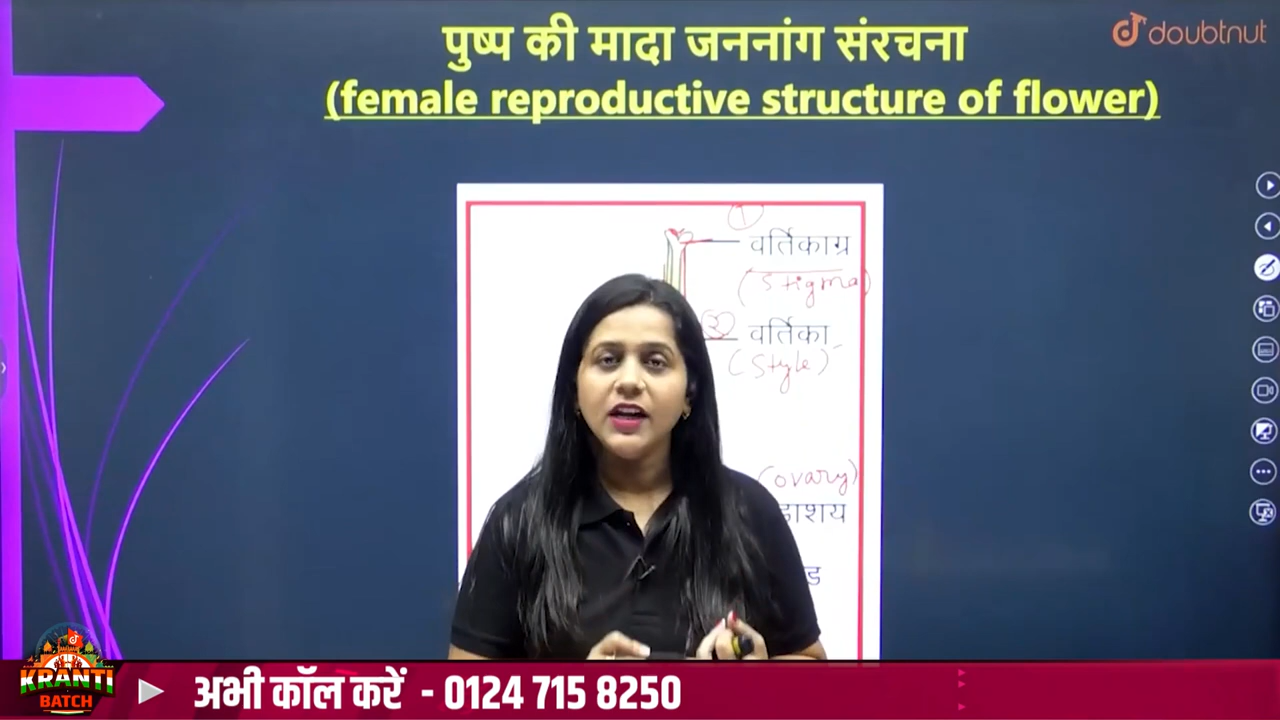 पुष्प की मादा जननांग संरचना
doubtnut
(female reproductive structure of flower)
1
वर्तिकाग्र
(Stigma)
वर्तिका
(Style)
(ovary)
KRANTI
BATCH
अभी कॉल करें - 0124 715 8250